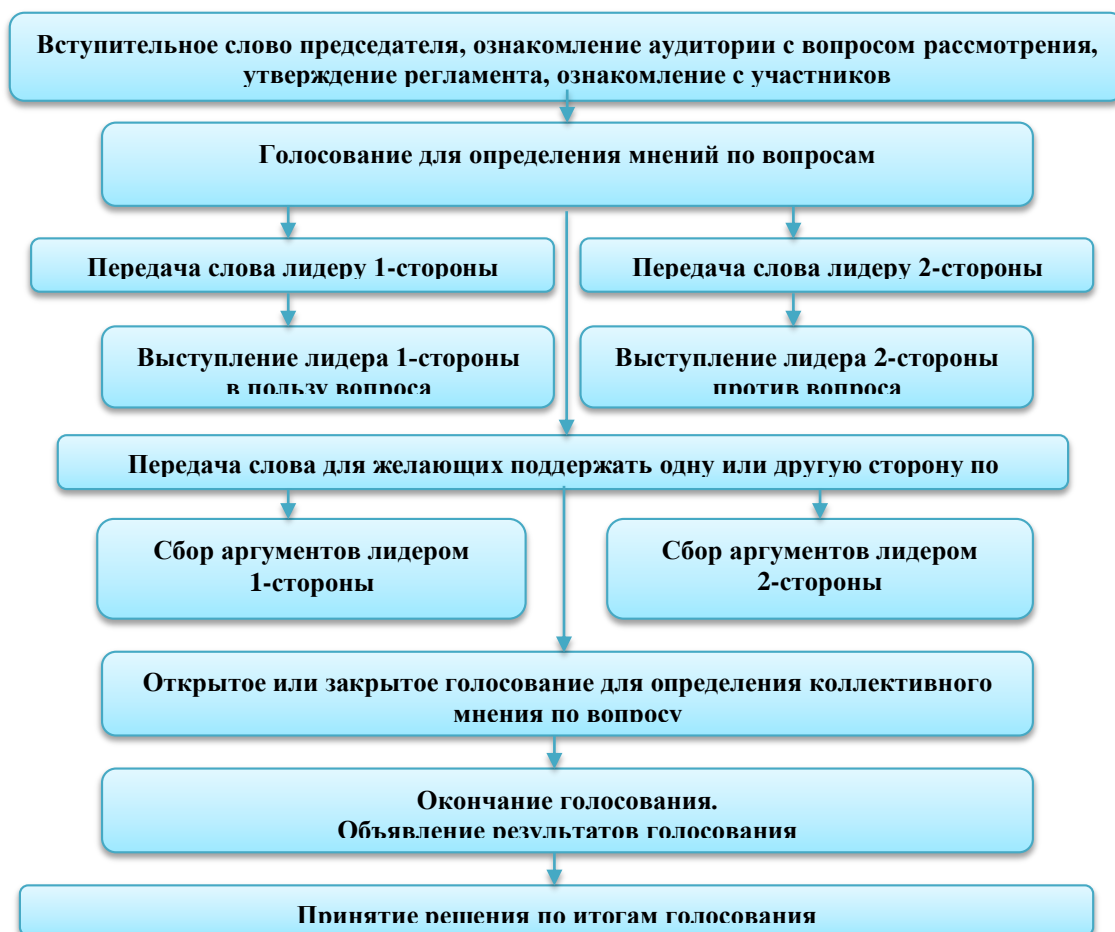 Вступительное слово председателя, ознакомление аудитории с вопросом рассмотрения,
утверждение регламента, ознакомление с участников
Голосование для определения мнений по вопросам
Передача слова лидеру 1-стороны
Передача слова лидеру 2-стороны
Выступление лидера 1-стороны
в пользу вопроса
Выступление лидера 2-стороны
против вопроса
Передача слова для желающих поддержать одну или другую сторону по
Сбор аргументов лидером
1-стороны
Сбор аргументов лидером
2-стороны
Открытое или закрытое голосование для определения коллективного
мнения по вопросу
Окончание голосования.
Объявление результатов голосования
Принятие решения по итогам голосования